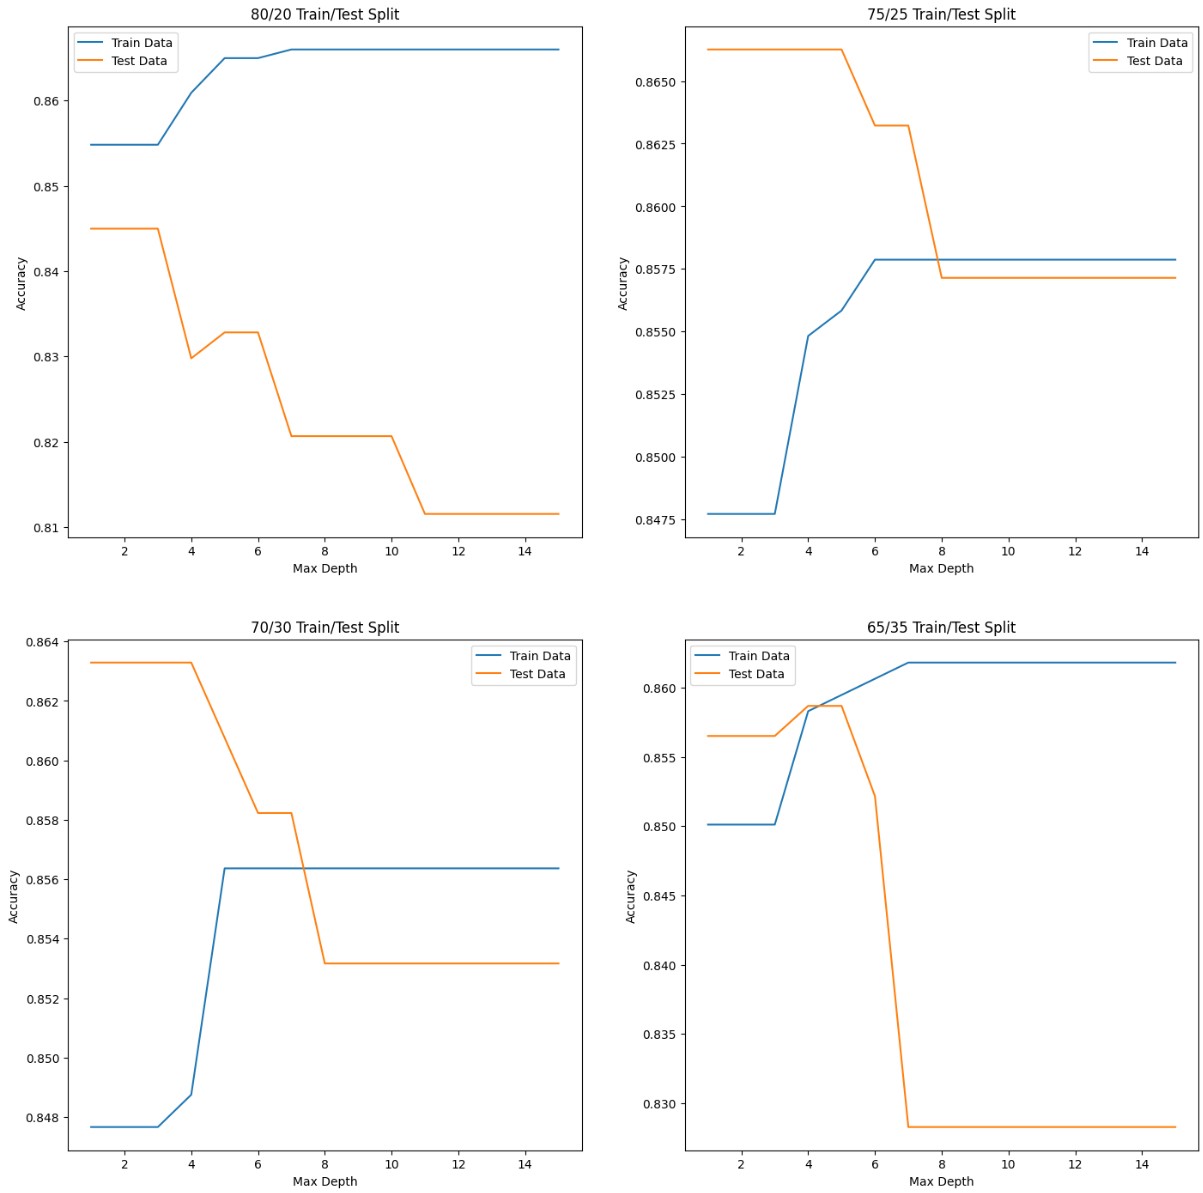 80/20 Train/Test Split
Train Data
Test Data
0.86
0.85
0.84
0.83
0.82
0.81
Accuracy
2 4 6 8 10 12 14
Max Depth
75/25 Train/Test Split
Train Data
Test Data
0.8650
0.8625
0.8600
0.8575
0.8550
0.8525
0.8500
0.8475
Accuracy
2 4 6 8 10 12 14
Max Depth
70/30 Train/Test Split
Train Data
Test Data
0.864
0.862
0.860
0.858
0.856
0.854
0.852
0.850
0.848
Accuracy
2 4 6 8 10 12 14
Max Depth
65/35 Train/Test Split
Train Data
Test Data
0.860
0.855
0.850
0.845
0.840
0.835
0.830
Accuracy
2 4 6 8 10 12 14
Max Depth